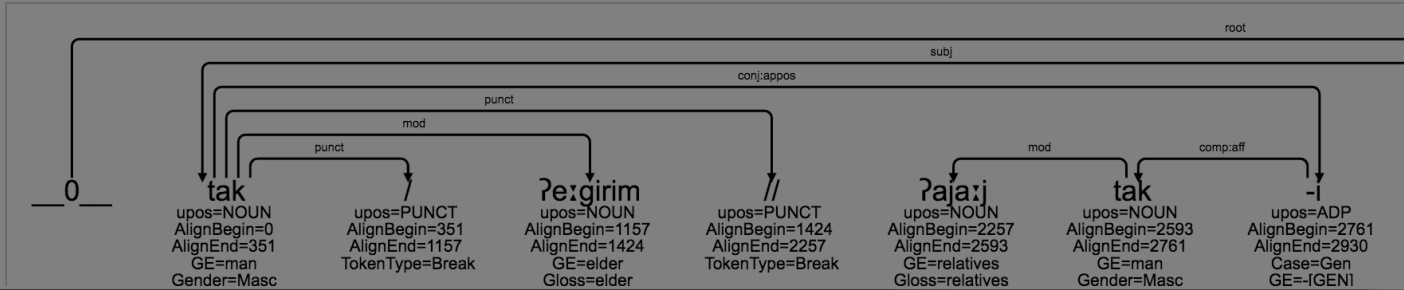 root
subj
conj:appos
punct
mod
punct mod comp:aff
__0__ tak / ʔeːgirim // ʔajaːj tak -i
upos=NOUN upos=PUNCT upos=NOUN upos=PUNCT upos=NOUN upos=NOUN upos=ADP
AlignBegin=0 AlignBegin=351 AlignBegin=1157 AlignBegin=1424 AlignBegin=2257 AlignBegin=2593 AlignBegin=2761
AlignEnd=351 AlignEnd=1157 AlignEnd=1424 AlignEnd=2257 AlignEnd=2593 AlignEnd=2761 AlignEnd=2930
GE=man TokenType=Break GE=elder TokenType=Break GE=relatives GE=man Case=Gen
Gender=Masc Gloss=elder Gloss=relatives Gender=Masc GE=-[GEN]